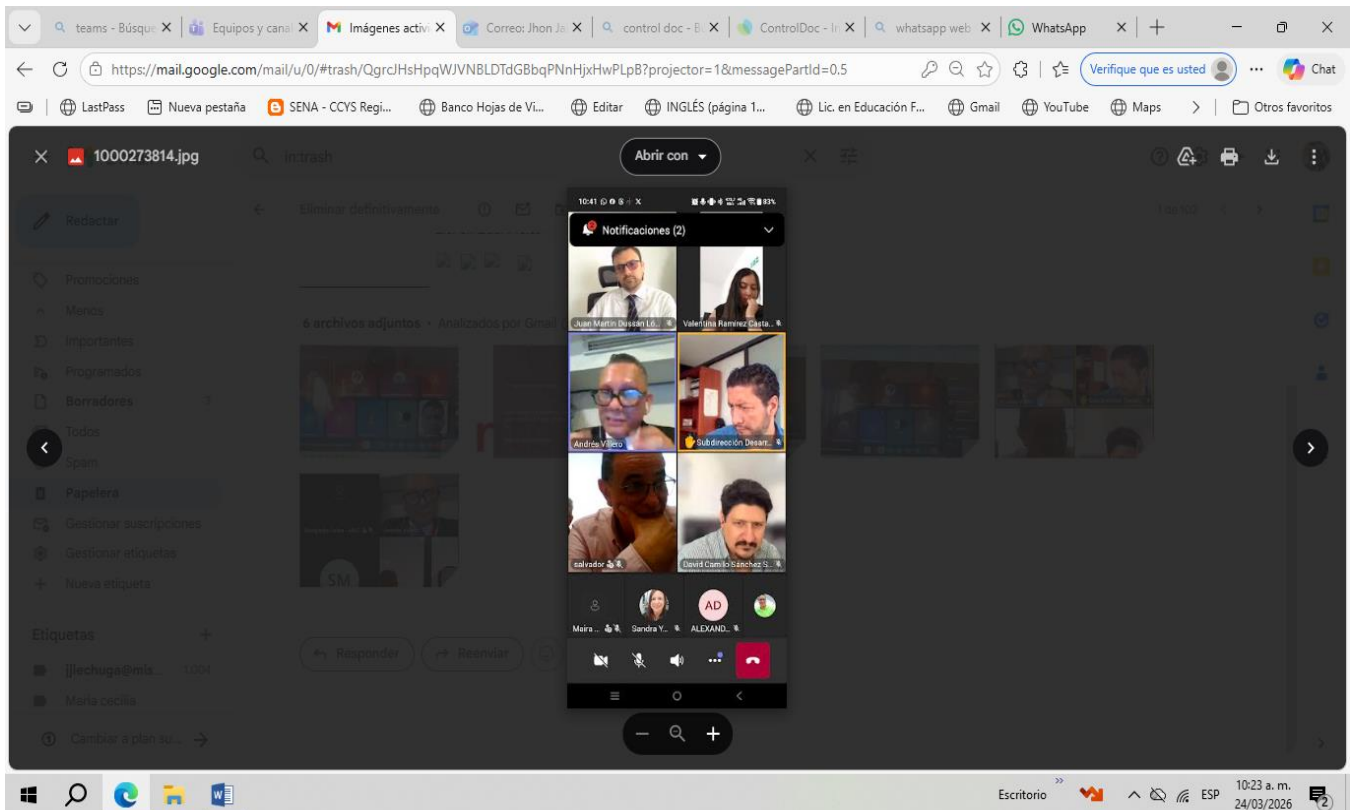 teams - Búsque
Equipos y canal
Imágenes activi
Correo: Jhon Ja
control doc - B
ControlDoc - In
whatsapp web
WhatsApp
https://mail.google.com/mail/u/0/#trash/QgrcJHsHpqWJVNBLDTdGBbqPNnHjxHwPLpB?projector=1&messagePartId=0.5
Verifique que es usted
Chat
LastPass
Nueva pestaña
SENA - CCYS Regi...
Banco Hojas de Vi...
Editar
INGLÉS (página 1...
Lic. en Educación F...
Gmail
YouTube
Maps
Otros favoritos
1000273814.jpg
in:trash
Abrir con
Redactar
Eliminar definitivamente
Promociones
Menos
Importantes
Programados
Borradores
Todos
Spam
Papelera
Gestionar suscripciones
Gestionar etiquetas
Nueva etiqueta
Etiquetas
jjlechuga@mis...
Maria cecilis
Cambiar a plan su...
6 archivos adjuntos • Analizados por Gmail
SM
Responder
Reenviar
10:41
83%
Notificaciones (2)
Juan Martin Dussan Ló...
Valentina Ramirez Casta...
Andrés Villero
Subdirección Desarr...
salvador
David Camilo Sánchez S...
Maira ...
Sandra Y...
AD
ALEXAND...
Escritorio
ESP
10:23 a. m.
24/03/2026